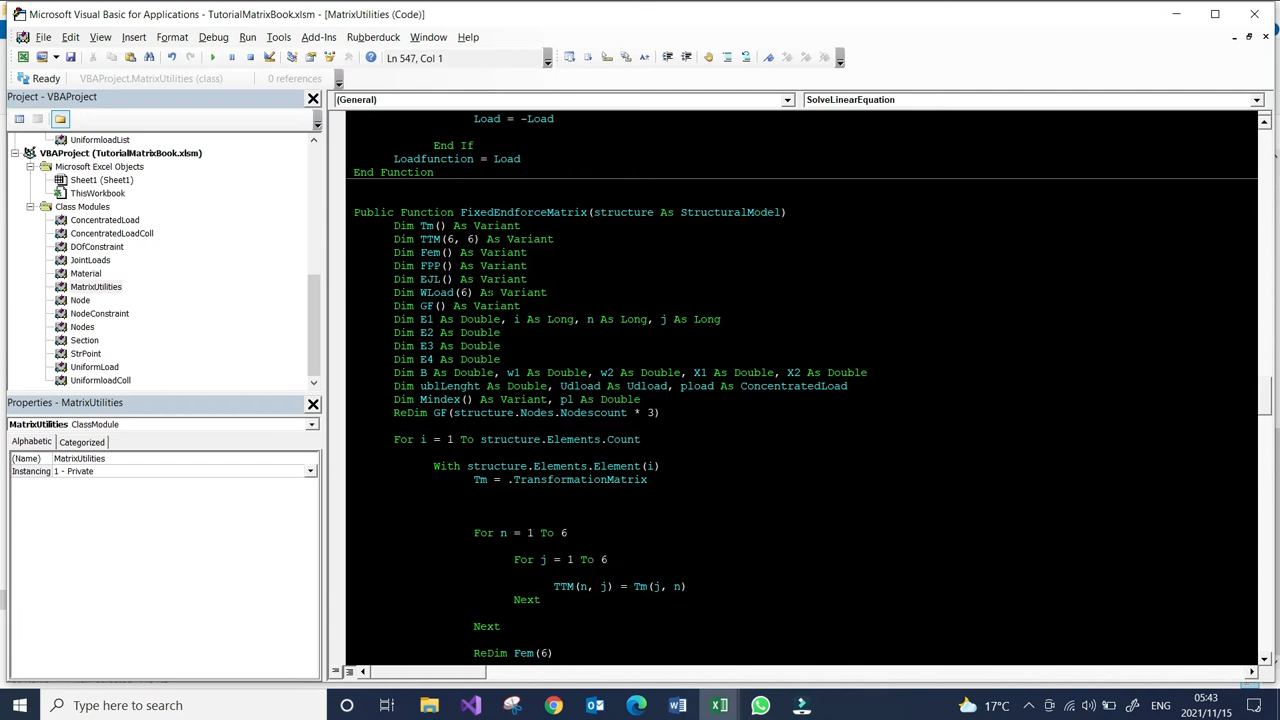 Microsoft Visual Basic for Applications - TutorialMatrixBook.xlsm - [MatrixUtilities (Code)]
File Edit View Insert Format Debug Run Tools Add-Ins Rubberduck Window Help
Ln 547, Col 1
Ready VBAProject.MatrixUtilities (class) 0 references
Project - VBAProject
(General) SolveLinearEquation
UniformloadList
VBAProject (TutorialMatrixBook.xlsm)
Microsoft Excel Objects
Sheet1 (Sheet1)
ThisWorkbook
Class Modules
ConcentratedLoad
ConcentratedLoadColl
DOfConstraint
JointLoads
Material
MatrixUtilities
Node
NodeConstraint
Nodes
Section
StrPoint
UniformLoad
UniformloadColl
Properties - MatrixUtilities
MatrixUtilities ClassModule
Alphabetic Categorized
(Name) MatrixUtilities
Instancing 1 - Private
Load = -Load
End If
Loadfunction = Load
End Function
Public Function FixedEndforceMatrix(structure As StructuralModel)
Dim Tm() As Variant
Dim TTM(6, 6) As Variant
Dim Fem() As Variant
Dim FPP() As Variant
Dim EJL() As Variant
Dim WLoad(6) As Variant
Dim GF() As Variant
Dim E1 As Double, i As Long, n As Long, j As Long
Dim E2 As Double
Dim E3 As Double
Dim E4 As Double
Dim B As Double, w1 As Double, w2 As Double, X1 As Double, X2 As Double
Dim ublLenght As Double, Udload As Udload, pload As ConcentratedLoad
Dim Mindex() As Variant, pl As Double
ReDim GF(structure.Nodes.Nodescount * 3)
For i = 1 To structure.Elements.Count
With structure.Elements.Element(i)
Tm = .TransformationMatrix
For n = 1 To 6
For j = 1 To 6
TTM(n, j) = Tm(j, n)
Next
Next
ReDim Fem(6)
Type here to search
17°C
ENG
05:43
2021/11/15